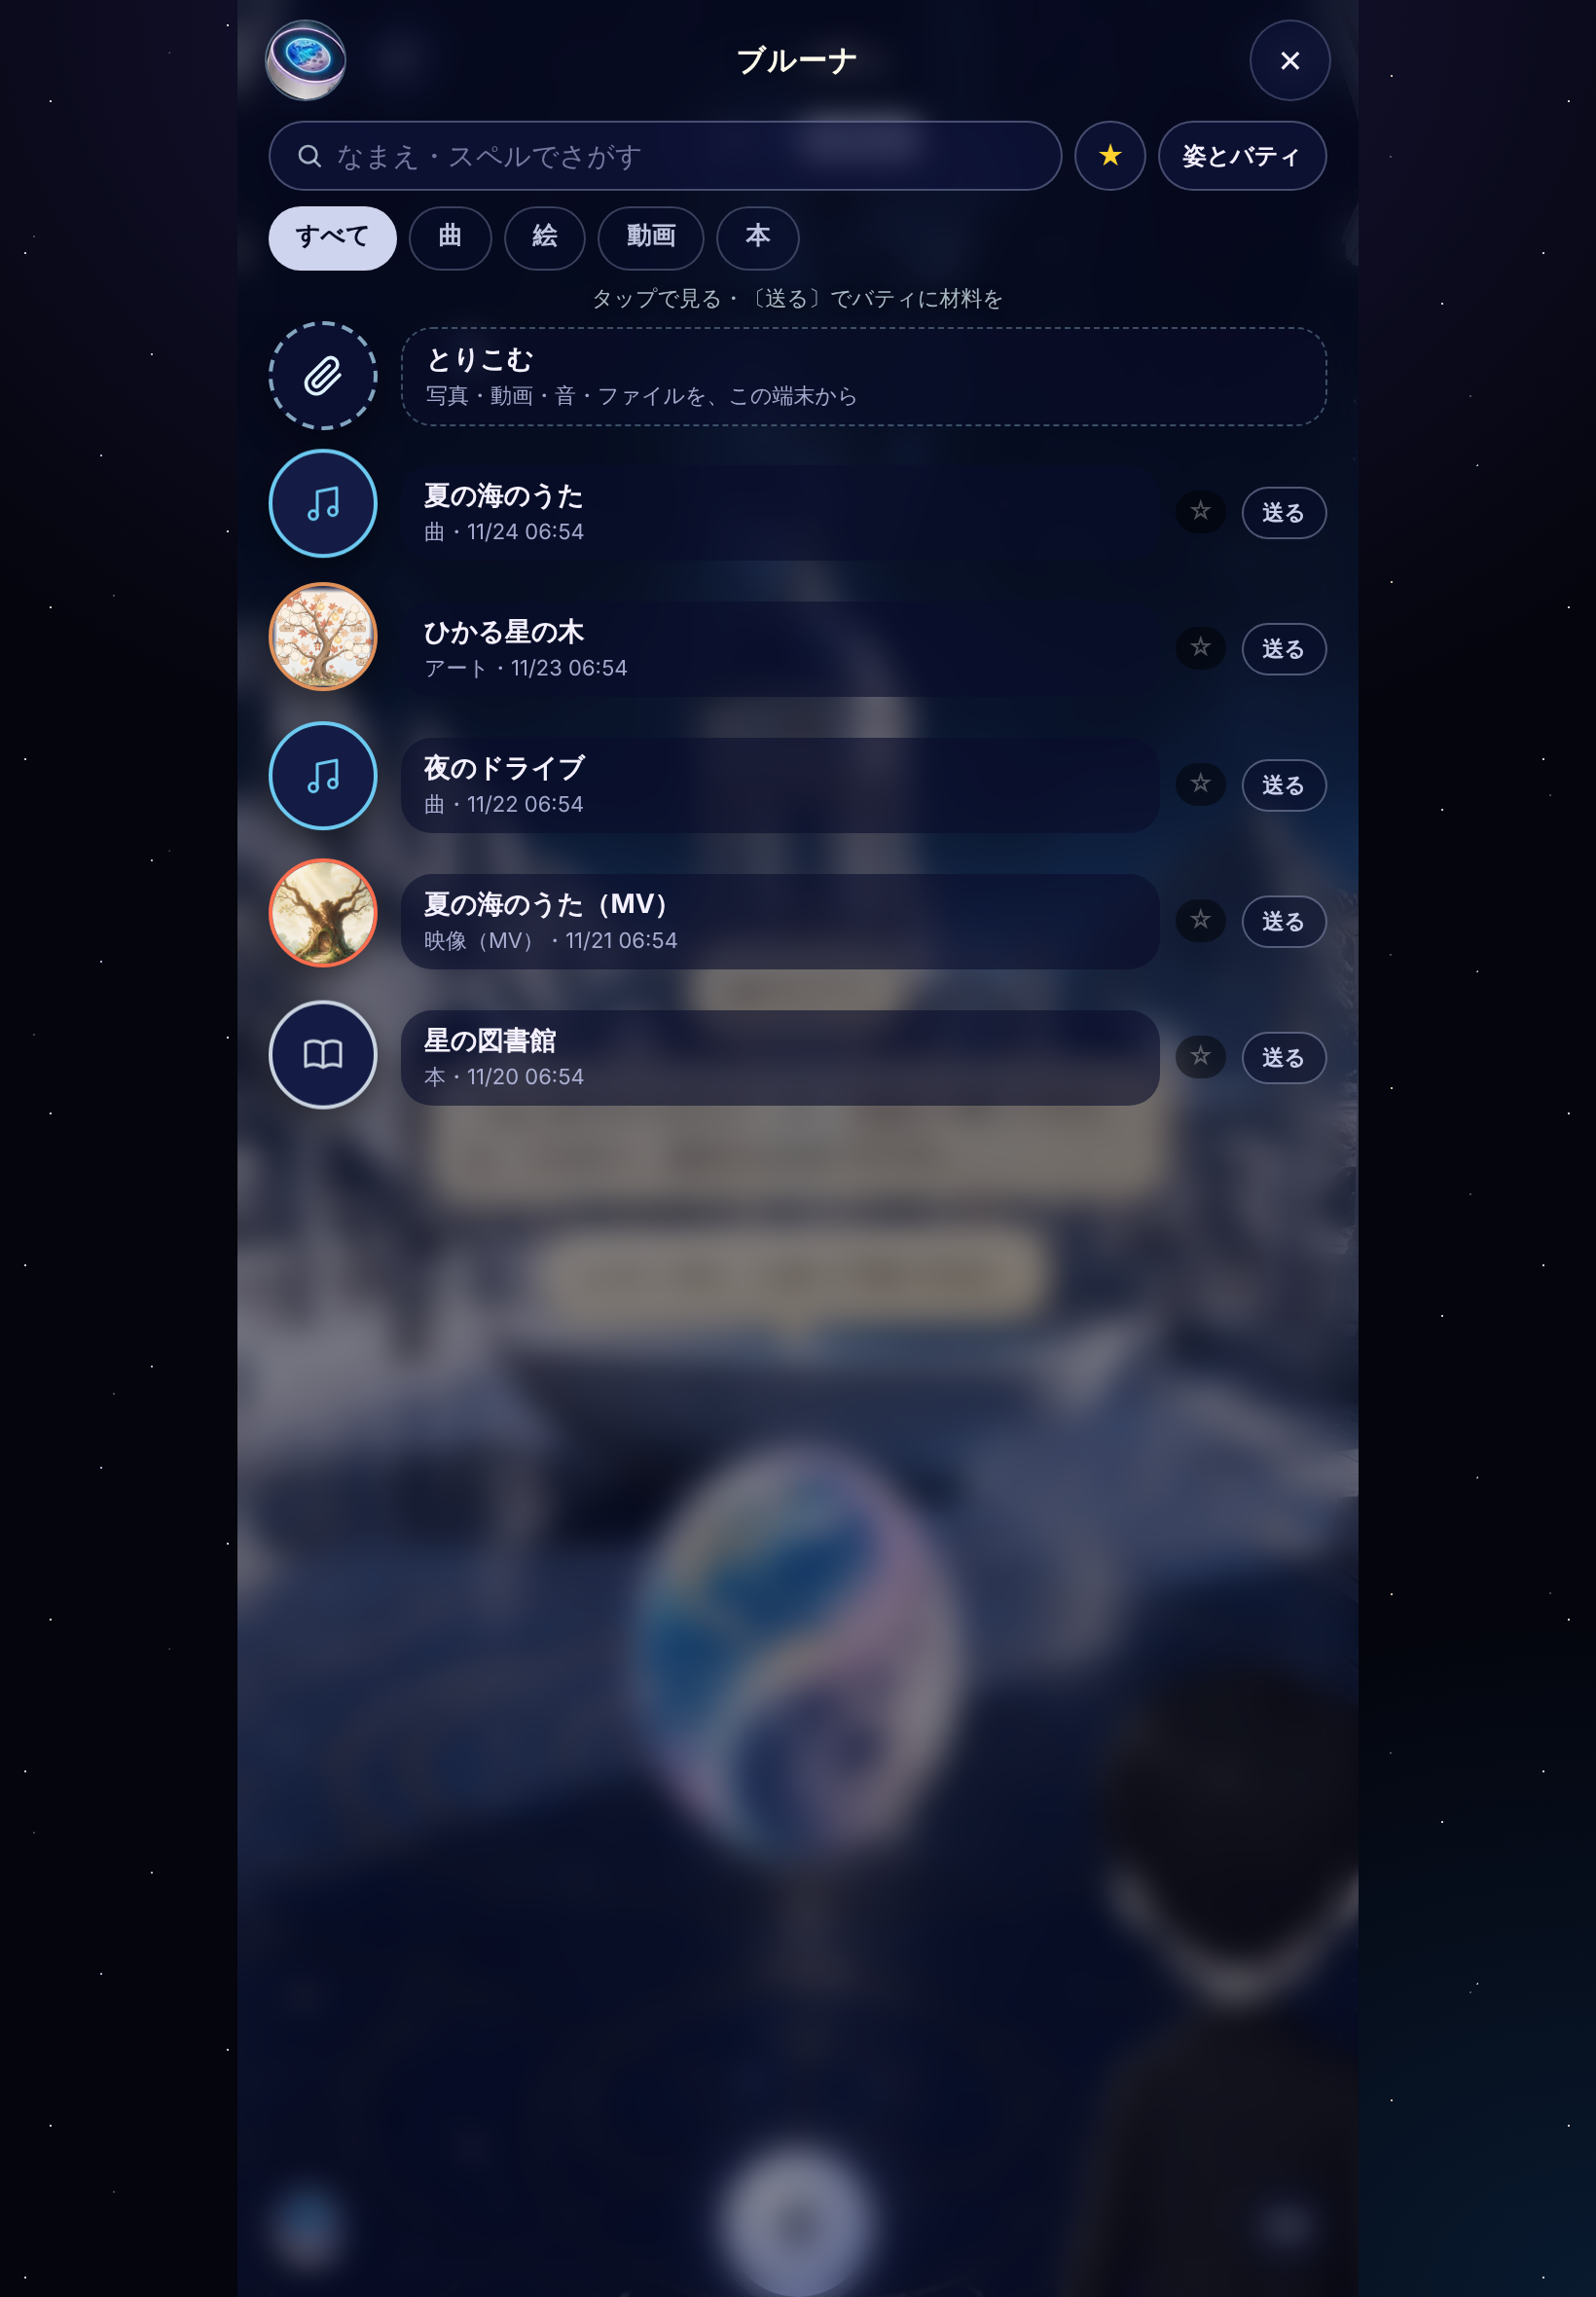 ブルーナ
なまえ・スペルでさがす
姿とバティ
すべて
曲
絵
動画
本
タップで見る・〔送る〕でバティに材料を
とりこむ
写真・動画・音・ファイルを、この端末から
夏の海のうた
曲・11/24 06:54
送る
ひかる星の木
アート・11/23 06:54
送る
夜のドライブ
曲・11/22 06:54
送る
夏の海のうた（MV）
映像（MV）・11/21 06:54
送る
星の図書館
本・11/20 06:54
送る